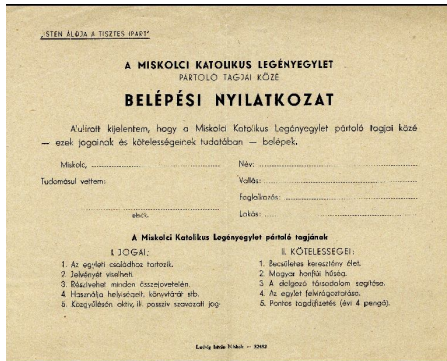 „ISTEN ÁLDJA A TISZTES IPART"
A MISKOLCI KATOLIKUS LEGÉNYEGYLET
PÁRTOLÓ TAGJAI KÖZÉ
BELÉPÉSI NYILATKOZAT
Alulírott kijelentem, hogy a Miskolci Katolikus Legényegylet pártoló tagjai közé
— ezek jogainak és kötelességeinek tudatában — belépek.
Miskolc,
Név:
Tudomásul vettem:
Vallás:
Foglalkozás:
elnök.
Lakás:
A Miskolci Katolikus Legényegylet pártoló tagjának
I. JOGAI:
1. Az egyleti családhoz tartozik.
2. Jelvényét viselheti.
3. Résztvehet minden összejövetelén.
4. Használja helyiségeit, könyvtárát stb.
5. Közgyűlésen aktív, ill. passzív szavazati jog.
II. KÖTELESSÉGEI:
1. Becsületes keresztény élet.
2. Magyar honfiúi hűség.
3. A dolgozó társadalom segítése.
4. Az egylet felvirágoztatása.
5. Pontos tagdíjfizetés (évi 4 pengő).
Ludvig István